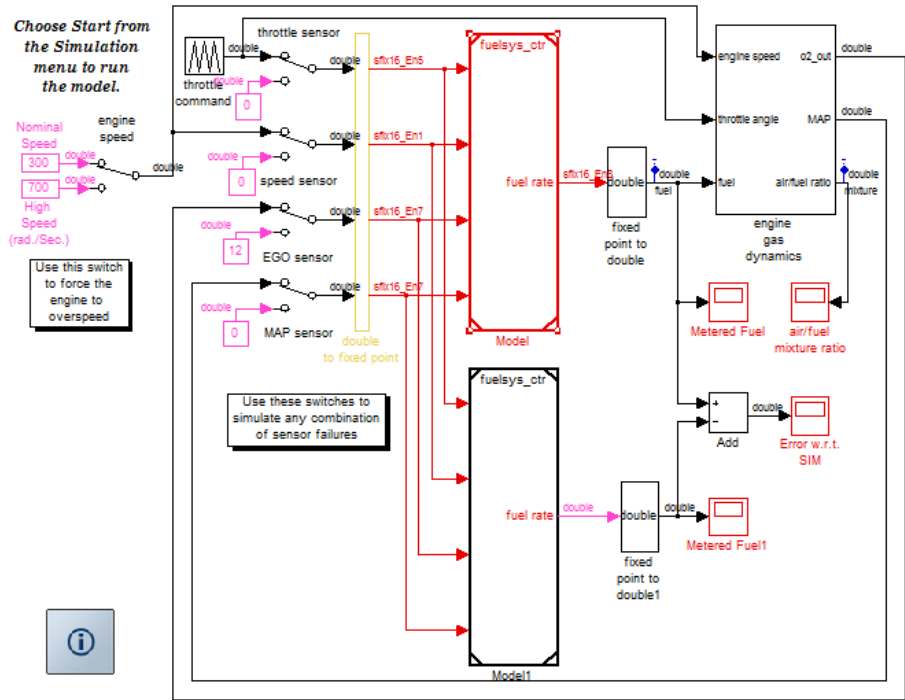 Choose Start from
the Simulation
menu to run
the model.
Nominal
Speed
300
double
700
double
High
Speed
(rad./Sec.)
engine
speed
double
Use this switch
to force the
engine to
overspeed
throttle
command
double
throttle sensor
double
double
0
double
speed sensor
double
0
double
EGO sensor
double
12
double
MAP sensor
double
0
double
to fixed point
sfix16_En5
sfix16_En1
sfix16_En7
sfix16_En7
Use these switches to
simulate any combination
of sensor failures
fuelsys_ctr
fuel rate
Model
fuelsys_ctr
fuel rate
Model1
double
double
fixed
point to
double
double
fuel
double
double
fixed
point to
double1
double
engine speed
throttle angle
fuel
o2_out
MAP
air/fuel ratio
engine
gas
dynamics
double
double
double
mixture
Metered Fuel
air/fuel
mixture ratio
+
−
Add
double
Error w.r.t.
SIM
Metered Fuel1